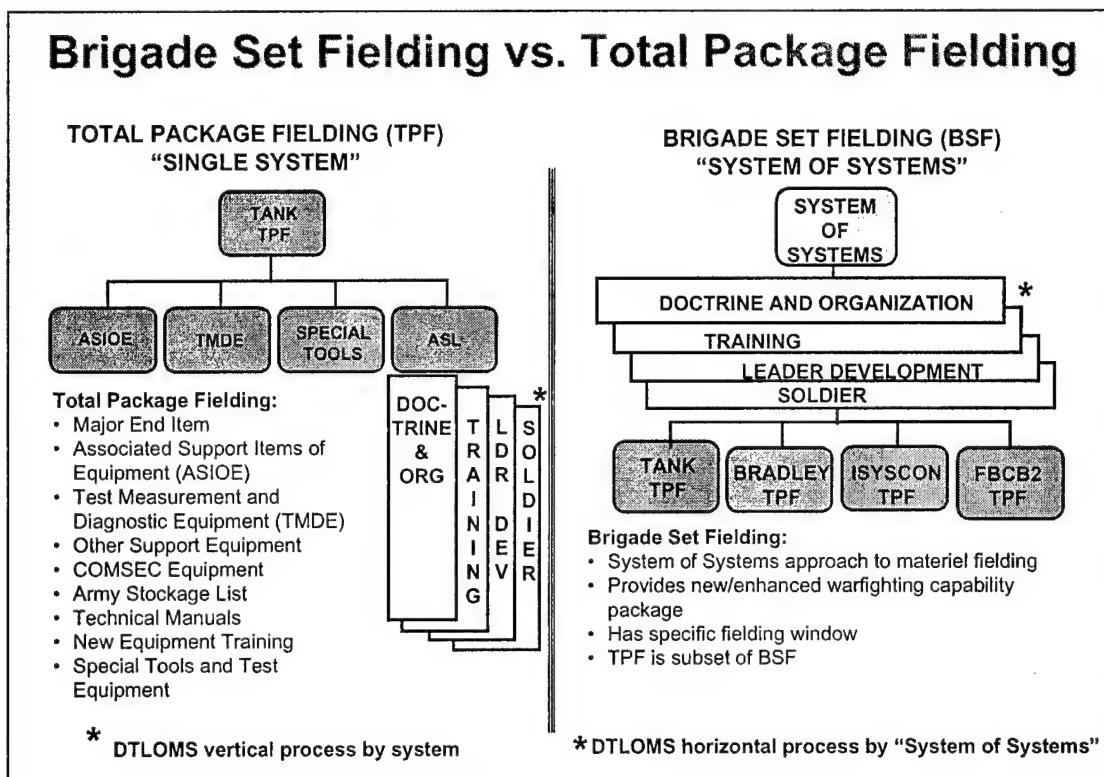 Brigade Set Fielding vs. Total Package Fielding
TOTAL PACKAGE FIELDING (TPF)
“SINGLE SYSTEM”
TANK
TPF
ASIOE
TMDE
SPECIAL
TOOLS
ASL
Total Package Fielding:
• Major End Item
• Associated Support Items of
Equipment (ASIOE)
• Test Measurement and
Diagnostic Equipment (TMDE)
• Other Support Equipment
• COMSEC Equipment
• Army Stockage List
• Technical Manuals
• New Equipment Training
• Special Tools and Test
Equipment
DOC-
TRINE
&
ORG
TRAINING
LDR DEV
SOLDIER
*
* DTLOMS vertical process by system
BRIGADE SET FIELDING (BSF)
“SYSTEM OF SYSTEMS”
SYSTEM
OF
SYSTEMS
DOCTRINE AND ORGANIZATION
*
TRAINING
LEADER DEVELOPMENT
SOLDIER
TANK
TPF
BRADLEY
TPF
ISYSCON
TPF
FBCB2
TPF
Brigade Set Fielding:
• System of Systems approach to materiel fielding
• Provides new/enhanced warfighting capability
package
• Has specific fielding window
• TPF is subset of BSF
* DTLOMS horizontal process by “System of Systems”